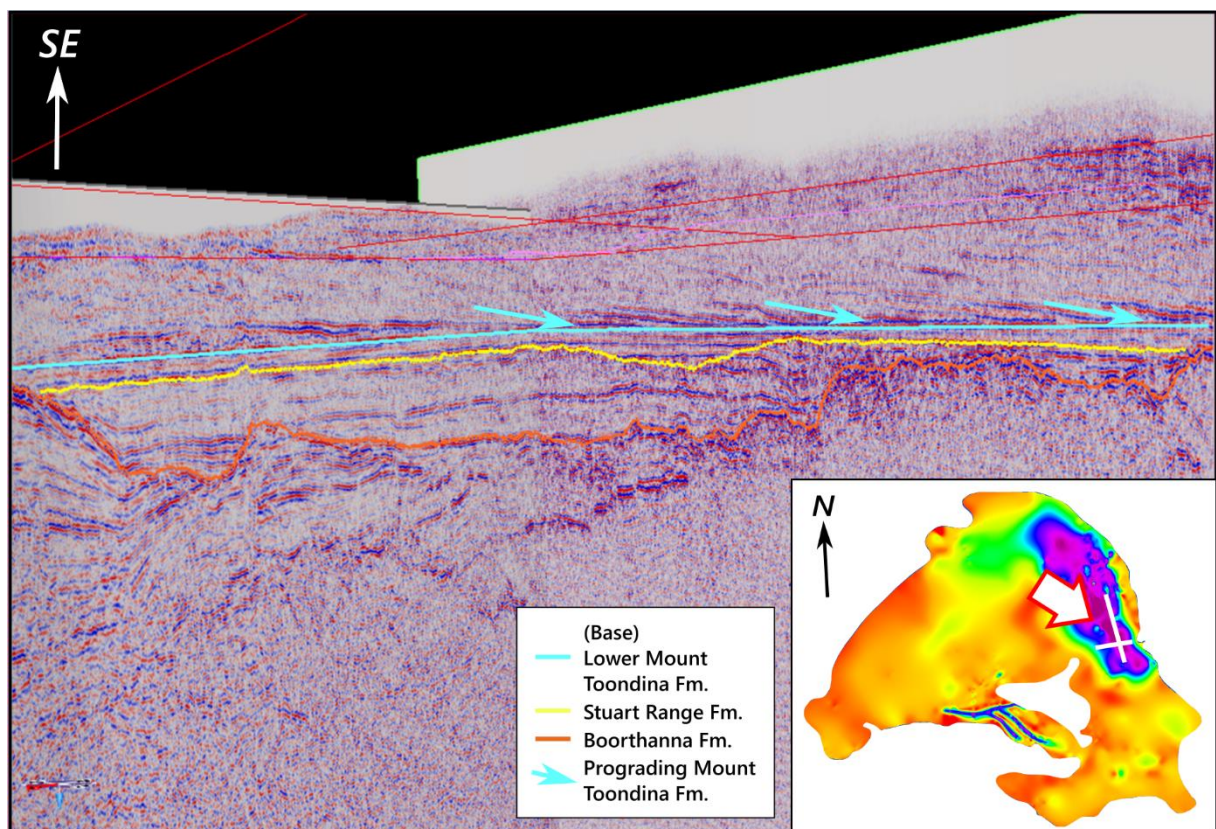 SE
N
(Base)
Lower Mount
Toondina Fm.
Stuart Range Fm.
Boorthanna Fm.
Prograding Mount
Toondina Fm.